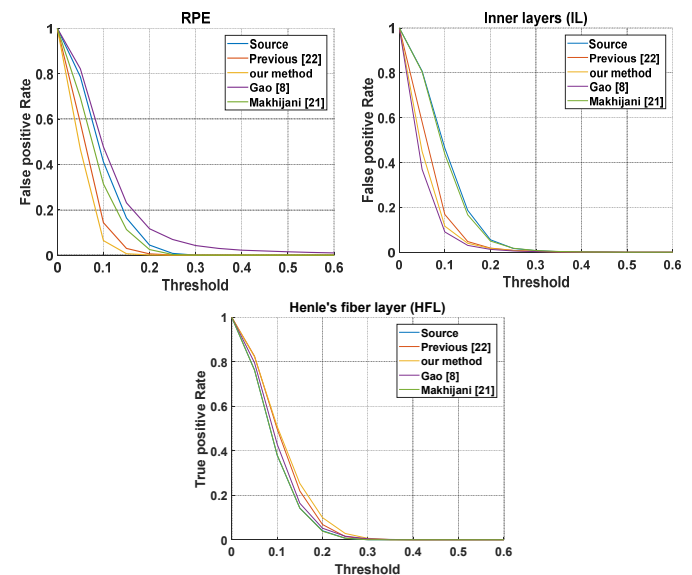 RPE
False positive Rate
1
0.8
0.6
0.4
0.2
0
0 0.1 0.2 0.3 0.4 0.5 0.6
Threshold
Source
Previous [22]
our method
Gao [8]
Makhijani [21]
Inner layers (IL)
False positive Rate
1
0.8
0.6
0.4
0.2
0
0 0.1 0.2 0.3 0.4 0.5 0.6
Threshold
Source
Previous [22]
our method
Gao [8]
Makhijani [21]
Henle's fiber layer (HFL)
True positive Rate
1
0.8
0.6
0.4
0.2
0
0 0.1 0.2 0.3 0.4 0.5 0.6
Threshold
Source
Previous [22]
our method
Gao [8]
Makhijani [21]